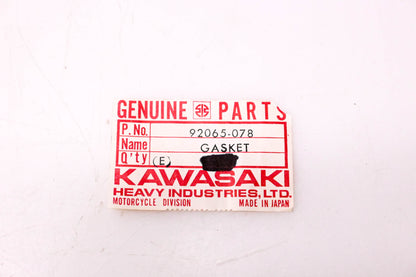 GENUINE PARTS
P. No. 92065-078
Name GASKET
Q'ty (E)
KAWASAKI
HEAVY INDUSTRIES, LTD.
MOTORCYCLE DIVISION MADE IN JAPAN